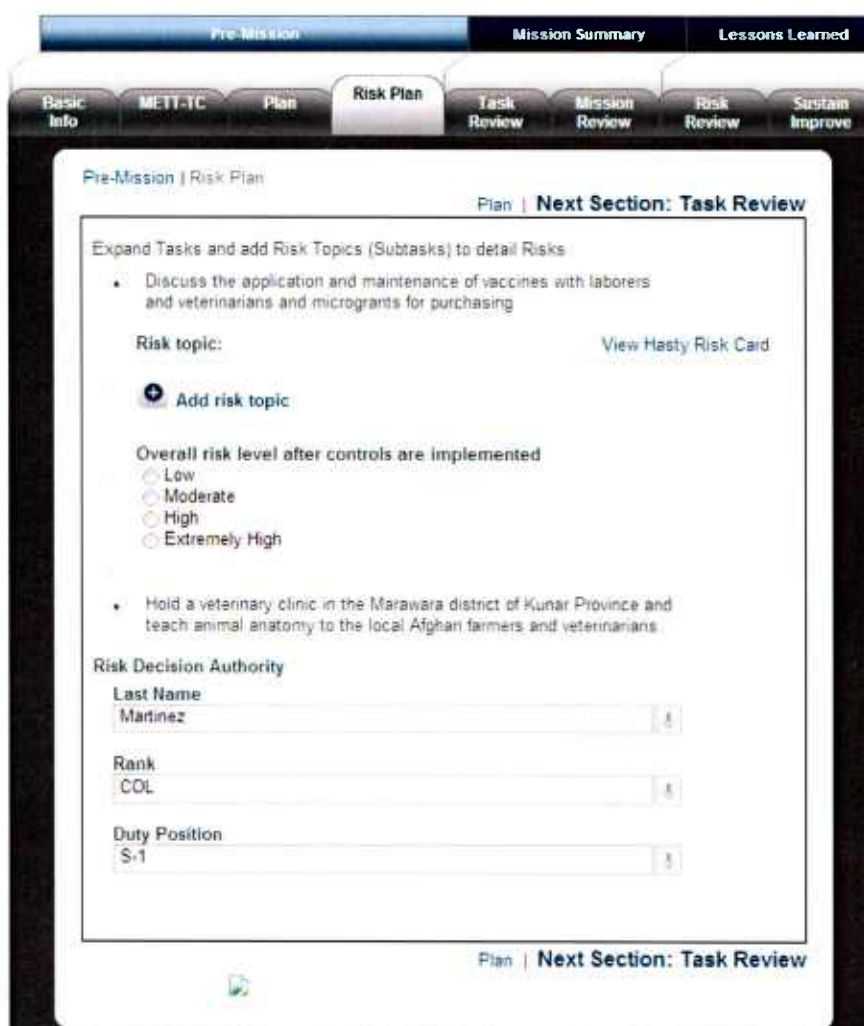 Pre-Mission Mission Summary Lessons Learned
Basic Info METT-TC Plan Risk Plan Task Review Mission Review Risk Review Sustain Improve
Pre-Mission | Risk Plan
Plan | Next Section: Task Review
Expand Tasks and add Risk Topics (Subtasks) to detail Risks
• Discuss the application and maintenance of vaccines with laborers
and veterinarians and microgrants for purchasing
Risk topic: View Hasty Risk Card
Add risk topic
Overall risk level after controls are implemented
Low
Moderate
High
Extremely High
• Hold a veterinary clinic in the Marawara district of Kunar Province and
teach animal anatomy to the local Afghan farmers and veterinarians
Risk Decision Authority
Last Name
Martinez
Rank
COL
Duty Position
S-1
Plan | Next Section: Task Review